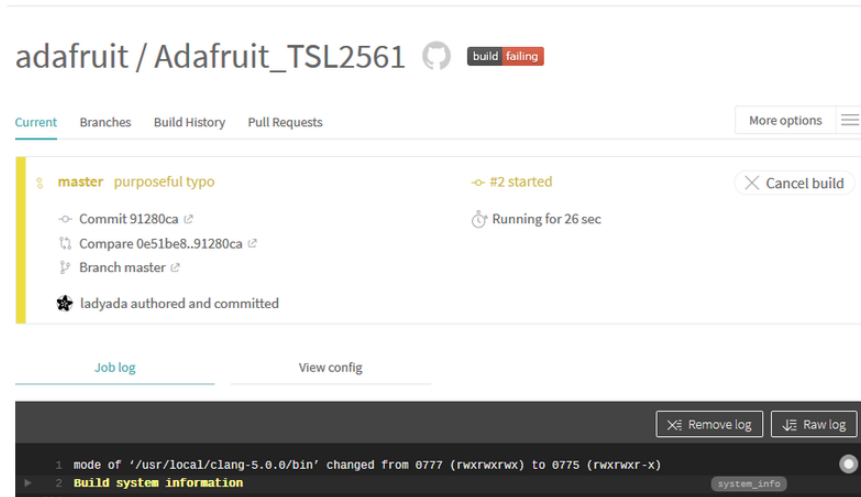 adafruit / Adafruit_TSL2561 build failing
Current Branches Build History Pull Requests More options
master purposeful typo #2 started Cancel build
Commit 91280ca Running for 26 sec
Compare 0e51be8..91280ca
Branch master
ladyada authored and committed
Job log View config
Remove log Raw log
1 mode of ‘/usr/local/clang-5.0.0/bin’ changed from 0777 (rwxrwxrwx) to 0775 (rwxrwxr-x)
2 Build system information system_info